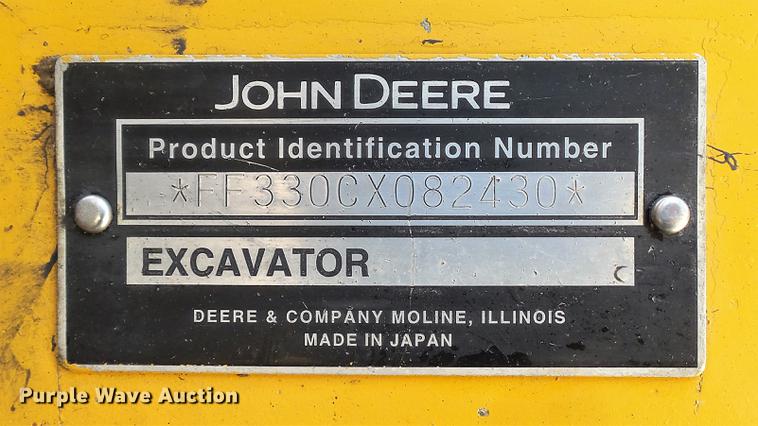 JOHN DEERE
Product Identification Number
*FF330CX082430*
EXCAVATOR
DEERE & COMPANY MOLINE, ILLINOIS
MADE IN JAPAN
Purple Wave Auction